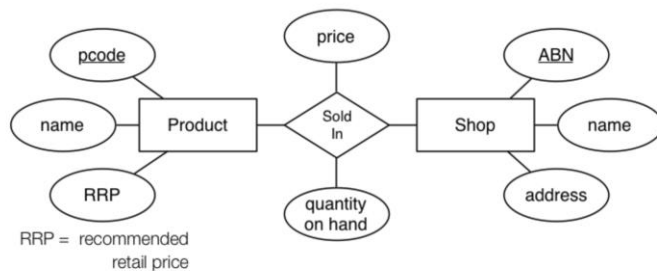 pcode
price
ABN
name
Product
Sold
In
Shop
name
RRP
quantity
on hand
address
RRP = recommended
retail price